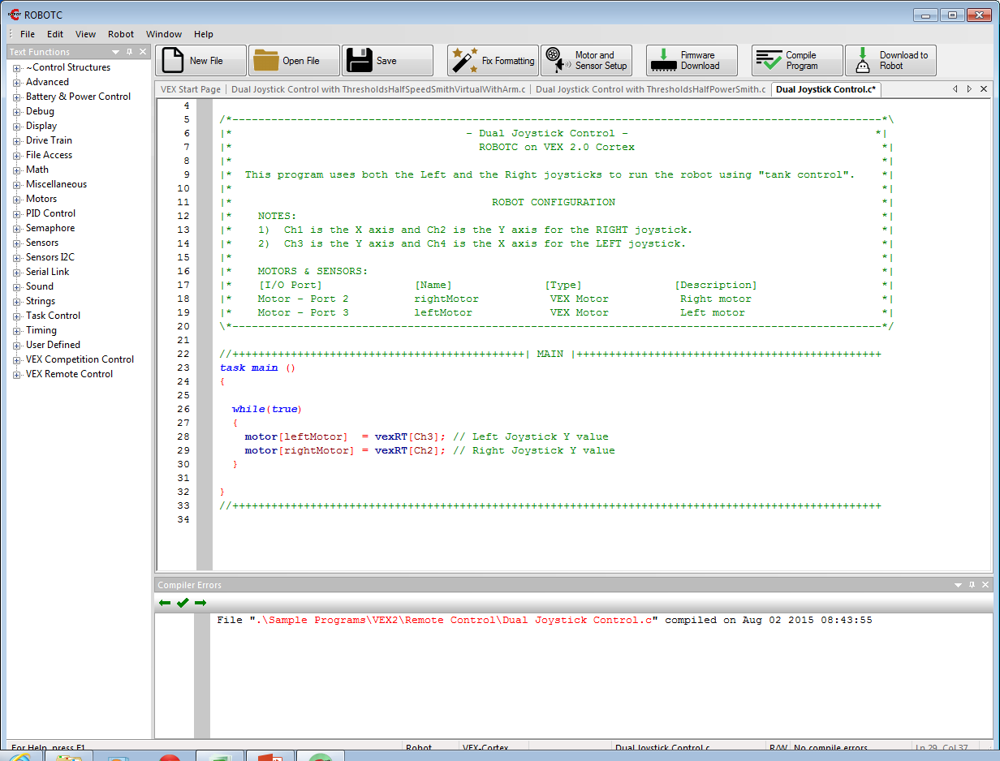 ROBOTC
File Edit View Robot Window Help
Text Functions
~Control Structures
Advanced
Battery & Power Control
Debug
Display
Drive Train
File Access
Math
Miscellaneous
Motors
PID Control
Semaphore
Sensors
Sensors I2C
Serial Link
Sound
Strings
Task Control
Timing
User Defined
VEX Competition Control
VEX Remote Control
New File Open File Save Fix Formatting Motor and Sensor Setup Firmware Download Compile Program Download to Robot
VEX Start Page | Dual Joystick Control with ThresholdsHalfSpeedSmithVirtualWithArm.c | Dual Joystick Control with ThresholdsHalfPowerSmith.c Dual Joystick Control.c*
4
5 /*----------------------------------------------------------------------------------------------------*\
6 |* - Dual Joystick Control - *|
7 |* ROBOTC on VEX 2.0 Cortex *|
8 |* *|
9 |* This program uses both the Left and the Right joysticks to run the robot using "tank control". *|
10 |* *|
11 |* ROBOT CONFIGURATION *|
12 |* NOTES: *|
13 |* 1) Ch1 is the X axis and Ch2 is the Y axis for the RIGHT joystick. *|
14 |* 2) Ch3 is the Y axis and Ch4 is the X axis for the LEFT joystick. *|
15 |* *|
16 |* MOTORS & SENSORS: *|
17 |* [I/O Port] [Name] [Type] [Description] *|
18 |* Motor - Port 2 rightMotor VEX Motor Right motor *|
19 |* Motor - Port 3 leftMotor VEX Motor Left motor *|
20 \*----------------------------------------------------------------------------------------------------*/
21
22 //+++++++++++++++++++++++++++++++++++++++++++++| MAIN |+++++++++++++++++++++++++++++++++++++++++++++++
23 task main ()
24 {
25
26 while(true)
27 {
28 motor[leftMotor] = vexRT[Ch3]; // Left Joystick Y value
29 motor[rightMotor] = vexRT[Ch2]; // Right Joystick Y value
30 }
31
32 }
33 //++++++++++++++++++++++++++++++++++++++++++++++++++++++++++++++++++++++++++++++++++++++++++++++++++++
34
Compiler Errors
File ".\Sample Programs\VEX2\Remote Control\Dual Joystick Control.c" compiled on Aug 02 2015 08:43:55
For Help, press F1 Robot VEX-Cortex Dual Joystick Control.c R/W No compile errors Ln 29, Col 37